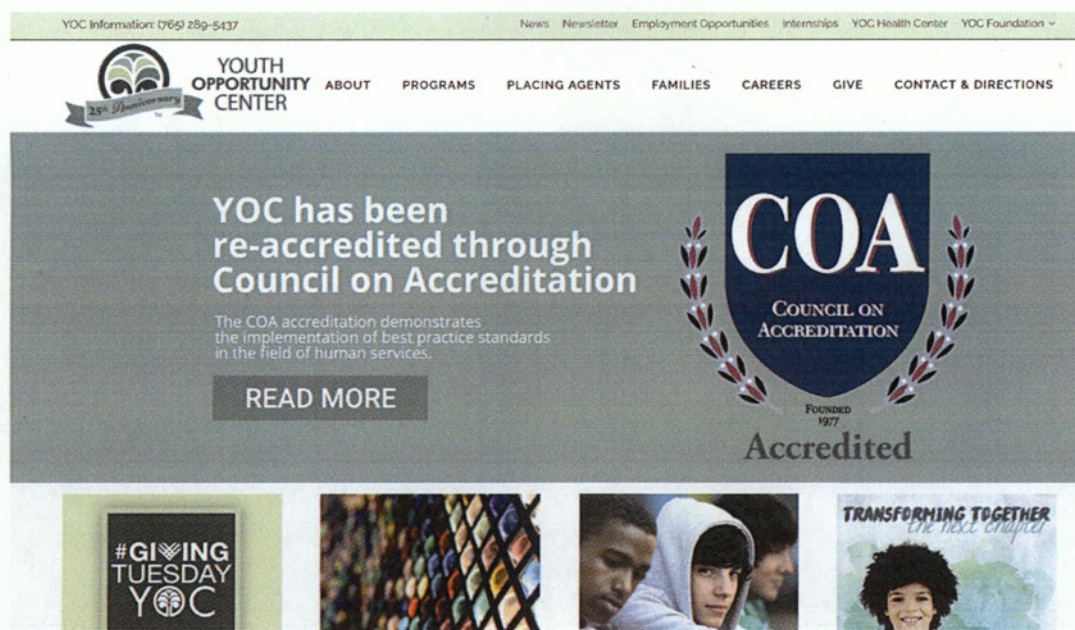 YOC Information: (765) 289-5437
News Newsletter Employment Opportunities Internships YOC Health Center YOC Foundation
YOUTH
OPPORTUNITY
CENTER
25th Anniversary
TM
ABOUT PROGRAMS PLACING AGENTS FAMILIES CAREERS GIVE CONTACT & DIRECTIONS
YOC has been
re-accredited through
Council on Accreditation
The COA accreditation demonstrates
the implementation of best practice standards
in the field of human services.
READ MORE
COA
COUNCIL ON
ACCREDITATION
FOUNDED
1977
Accredited
#GIVING
TUESDAY
YOC
TRANSFORMING TOGETHER
the next chapter